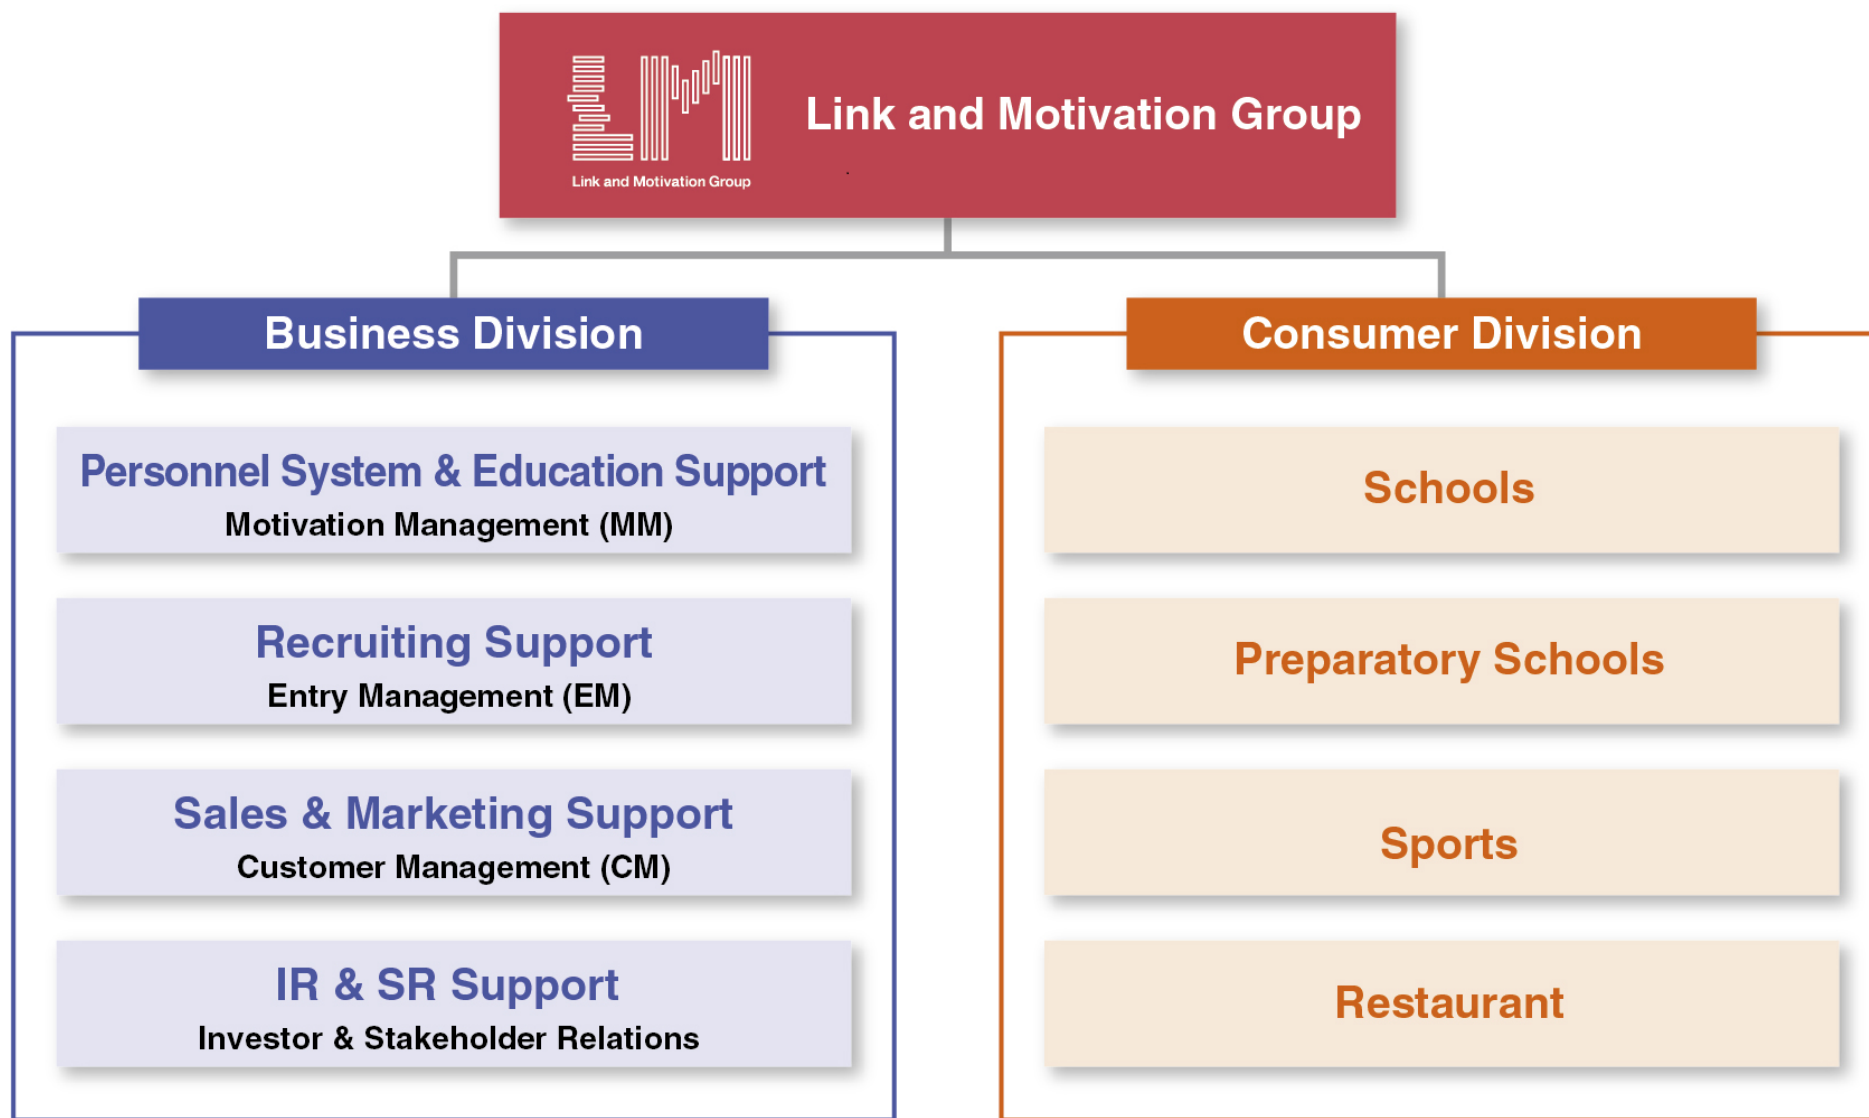 LM
Link and Motivation Group
Link and Motivation Group
Business Division
Personnel System & Education Support
Motivation Management (MM)
Recruiting Support
Entry Management (EM)
Sales & Marketing Support
Customer Management (CM)
IR & SR Support
Investor & Stakeholder Relations
Consumer Division
Schools
Preparatory Schools
Sports
Restaurant